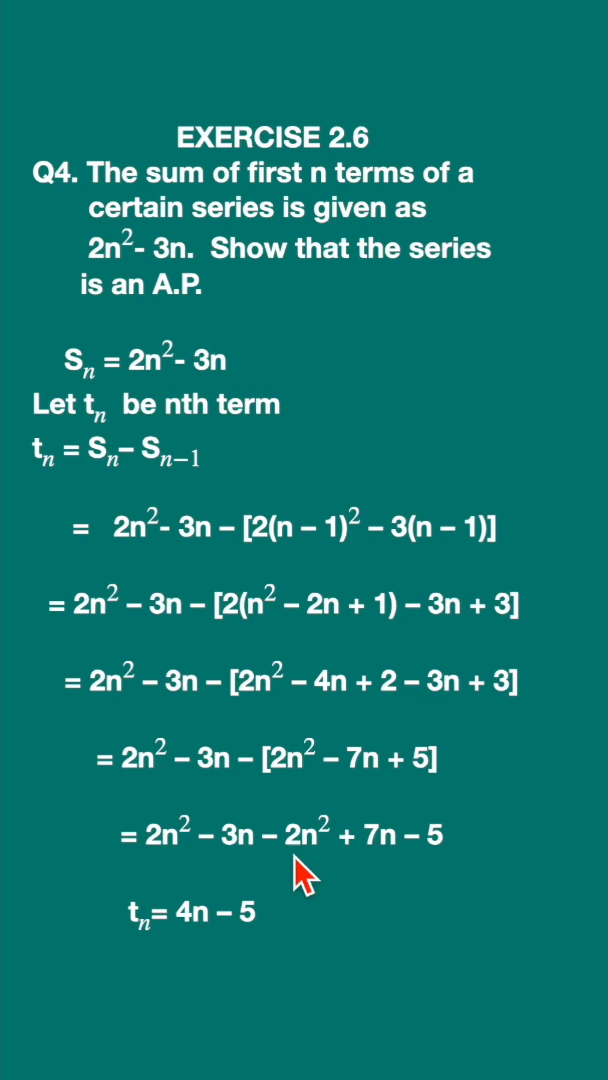 EXERCISE 2.6
Q4. The sum of first n terms of a
certain series is given as
2n²- 3n. Show that the series
is an A.P.
Sₙ = 2n²- 3n
Let tₙ be nth term
tₙ = Sₙ– Sₙ₋₁
= 2n²- 3n – [2(n – 1)² – 3(n – 1)]
= 2n² – 3n – [2(n² – 2n + 1) – 3n + 3]
= 2n² – 3n – [2n² – 4n + 2 – 3n + 3]
= 2n² – 3n – [2n² – 7n + 5]
= 2n² – 3n – 2n² + 7n – 5
tₙ= 4n – 5